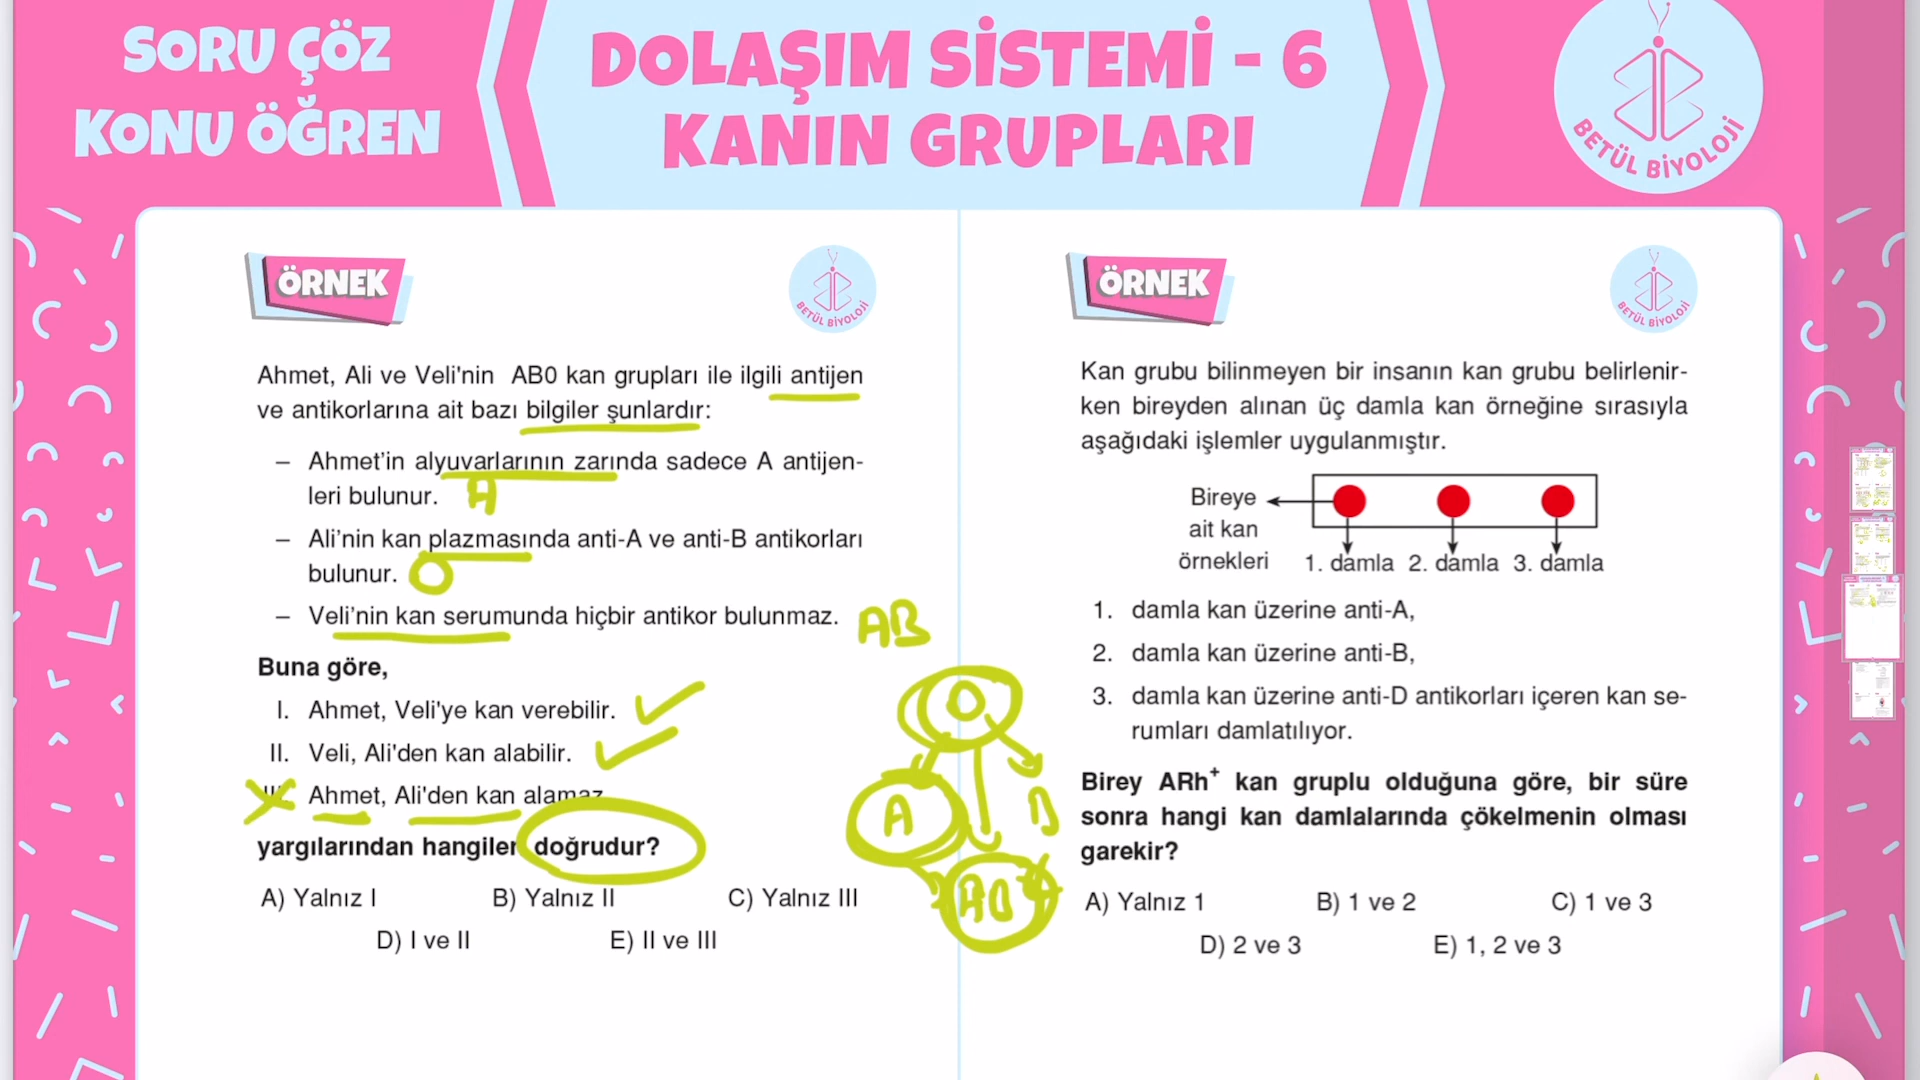 SORU ÇÖZ
KONU ÖĞREN
DOLAŞIM SİSTEMİ - 6
KANIN GRUPLARI
BETÜL BİYOLOJİ
ÖRNEK
BETÜL BİYOLOJİ
Ahmet, Ali ve Veli'nin AB0 kan grupları ile ilgili antijen
ve antikorlarına ait bazı bilgiler şunlardır:
– Ahmet'in alyuvarlarının zarında sadece A antijen-
leri bulunur.
A
– Ali'nin kan plazmasında anti-A ve anti-B antikorları
bulunur.
O
– Veli'nin kan serumunda hiçbir antikor bulunmaz.
AB
Buna göre,
I. Ahmet, Veli'ye kan verebilir.
II. Veli, Ali'den kan alabilir.
III. Ahmet, Ali'den kan alamaz
yargılarından hangileri doğrudur?
A) Yalnız I B) Yalnız II C) Yalnız III
D) I ve II E) II ve III
O
A
ÖRNEK
BETÜL BİYOLOJİ
Kan grubu bilinmeyen bir insanın kan grubu belirlenir-
ken bireyden alınan üç damla kan örneğine sırasıyla
aşağıdaki işlemler uygulanmıştır.
Bireye
ait kan
örnekleri
1. damla 2. damla 3. damla
1. damla kan üzerine anti-A,
2. damla kan üzerine anti-B,
3. damla kan üzerine anti-D antikorları içeren kan se-
rumları damlatılıyor.
Birey ARh+ kan gruplu olduğuna göre, bir süre
sonra hangi kan damlalarında çökelmenin olması
garekir?
A) Yalnız 1 B) 1 ve 2 C) 1 ve 3
D) 2 ve 3 E) 1, 2 ve 3